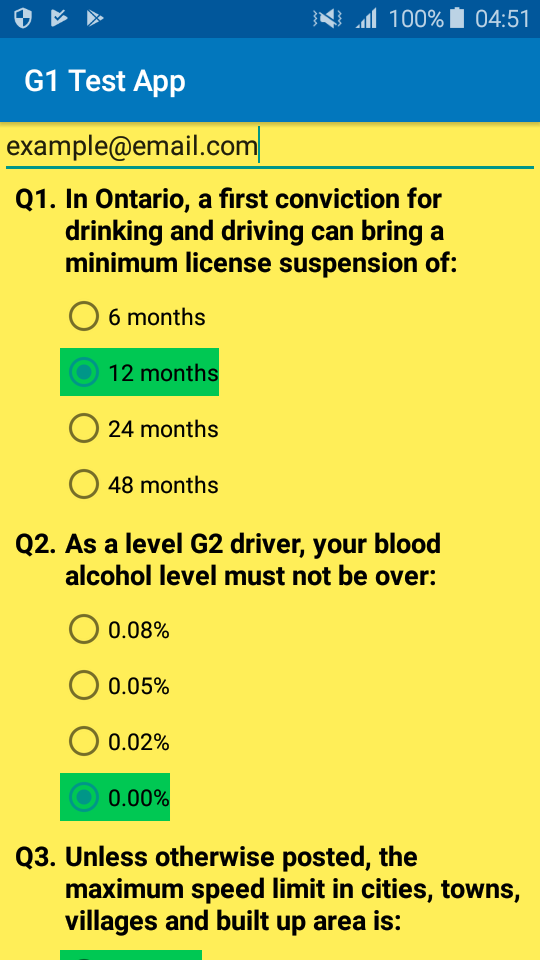 100% 04:51
G1 Test App
example@email.com
Q1. In Ontario, a first conviction for
drinking and driving can bring a
minimum license suspension of:
6 months
12 months
24 months
48 months
Q2. As a level G2 driver, your blood
alcohol level must not be over:
0.08%
0.05%
0.02%
0.00%
Q3. Unless otherwise posted, the
maximum speed limit in cities, towns,
villages and built up area is: